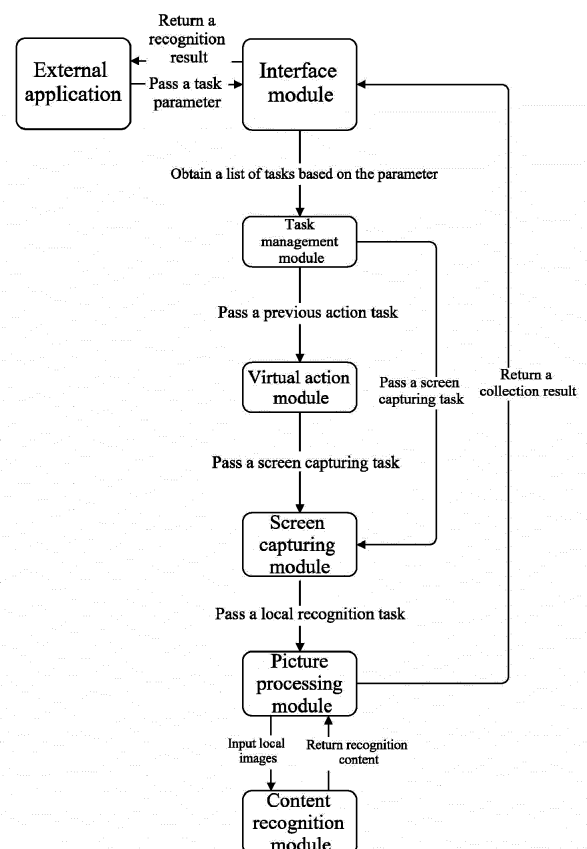 Return a
recognition
result
External
application
Pass a task
parameter
Interface
module
Obtain a list of tasks based on the parameter
Task
management
module
Pass a previous action task
Virtual action
module
Pass a screen
capturing task
Return a
collection result
Pass a screen capturing task
Screen
capturing
module
Pass a local recognition task
Picture
processing
module
Input local
images
Return recognition
content
Content
recognition
module